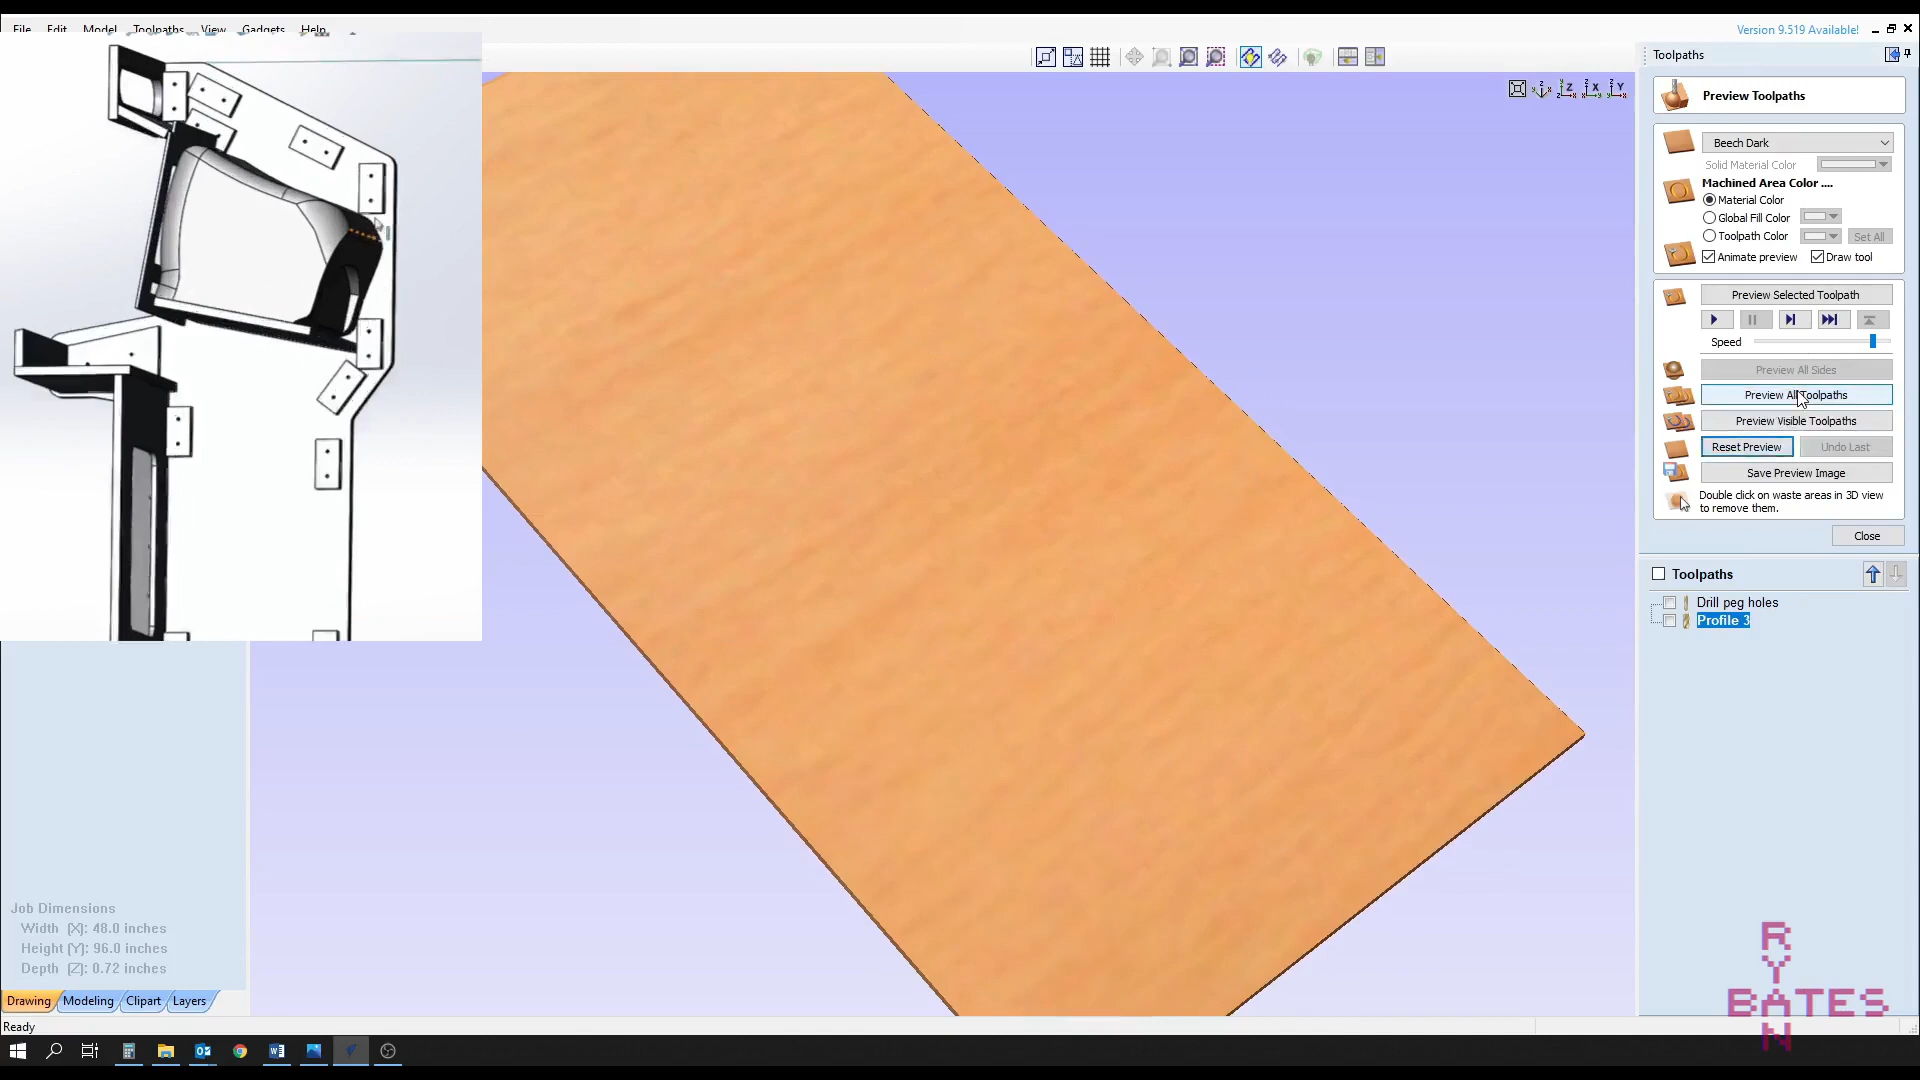 File Edit Model Toolpaths View Gadgets Help
Version 9.519 Available!
Toolpaths
Preview Toolpaths
Beech Dark
Solid Material Color
Machined Area Color ....
Material Color
Global Fill Color
Toolpath Color Set All
Animate preview Draw tool
Preview Selected Toolpath
Speed
Preview All Sides
Preview All Toolpaths
Preview Visible Toolpaths
Reset Preview Undo Last
Save Preview Image
Double click on waste areas in 3D view
to remove them.
Close
Toolpaths
Drill peg holes
Profile 3
Job Dimensions
Width (X): 48.0 inches
Height (Y): 96.0 inches
Depth (Z): 0.72 inches
Drawing Modeling Clipart Layers
Ready
RYAN
BATES